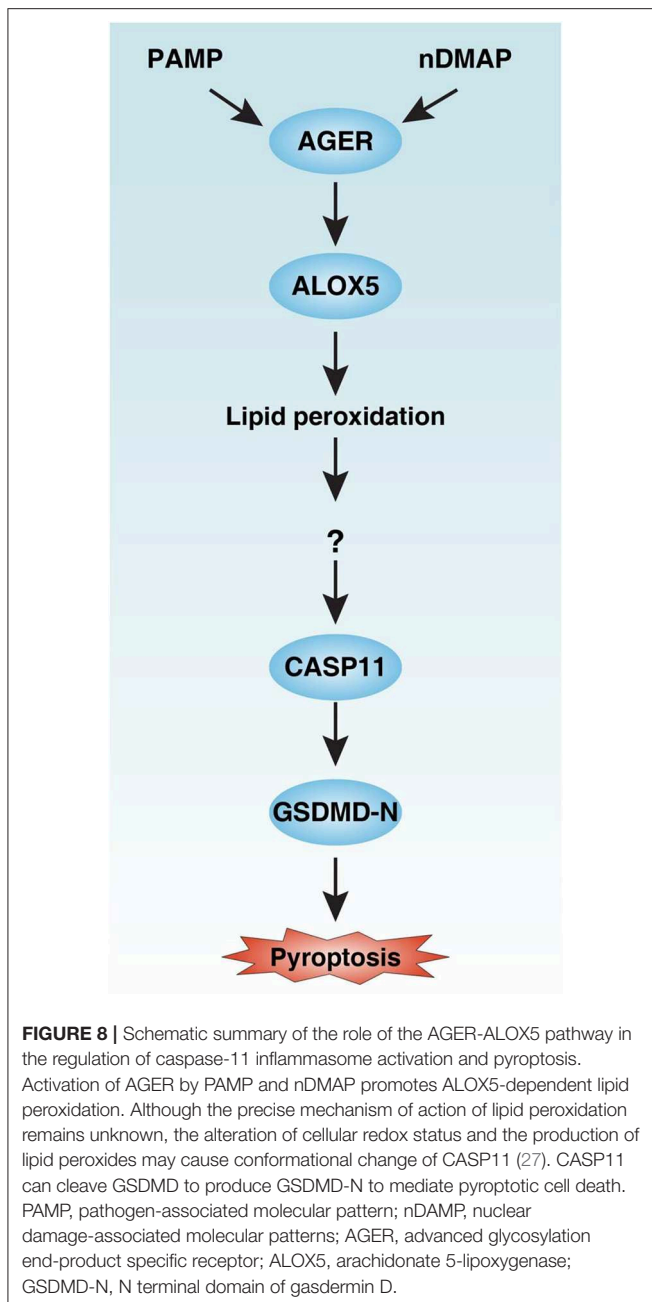 PAMP nDMAP
AGER
ALOX5
Lipid peroxidation
?
CASP11
GSDMD-N
Pyroptosis
FIGURE 8 | Schematic summary of the role of the AGER-ALOX5 pathway in
the regulation of caspase-11 inflammasome activation and pyroptosis.
Activation of AGER by PAMP and nDMAP promotes ALOX5-dependent lipid
peroxidation. Although the precise mechanism of action of lipid peroxidation
remains unknown, the alteration of cellular redox status and the production of
lipid peroxides may cause conformational change of CASP11 (27). CASP11
can cleave GSDMD to produce GSDMD-N to mediate pyroptotic cell death.
PAMP, pathogen-associated molecular pattern; nDAMP, nuclear
damage-associated molecular patterns; AGER, advanced glycosylation
end-product specific receptor; ALOX5, arachidonate 5-lipoxygenase;
GSDMD-N, N terminal domain of gasdermin D.